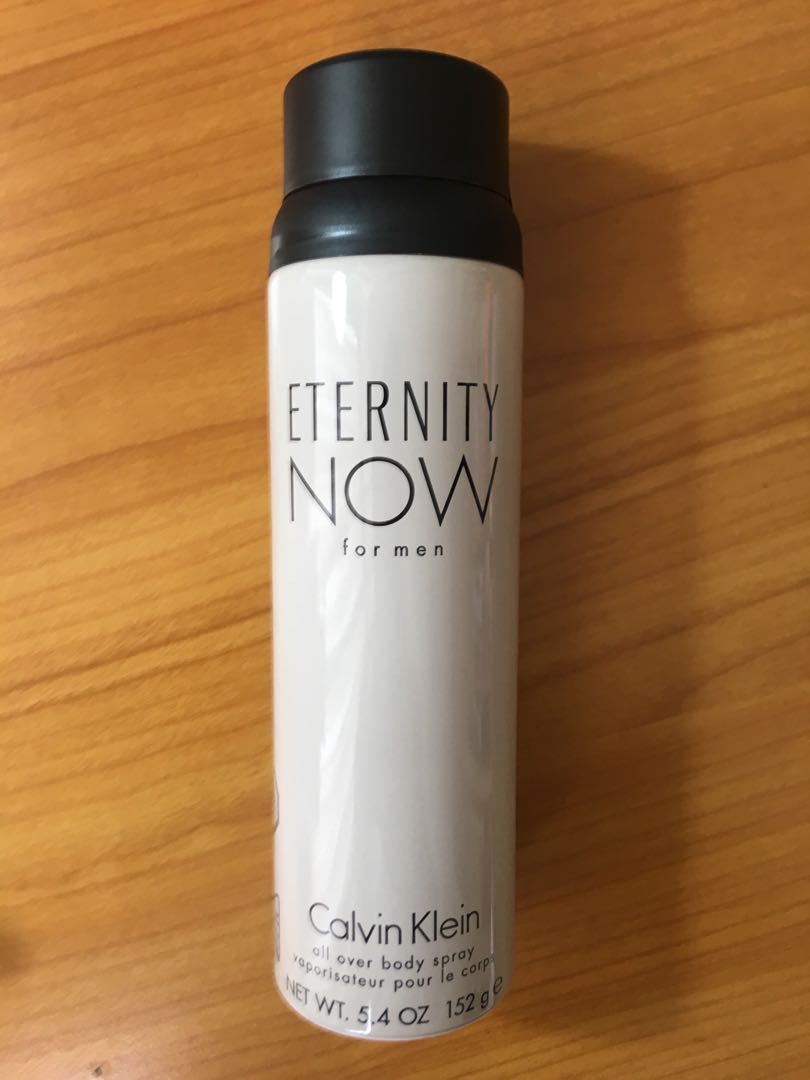 ETERNITY
NOW
for men
Calvin Klein
all over body spray
vaporisateur pour le corps
NET WT. 5.4 OZ 152 g e